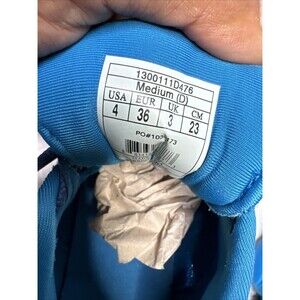 1300111D476
Medium (D)
USA EUR UK CM
4 36 3 23